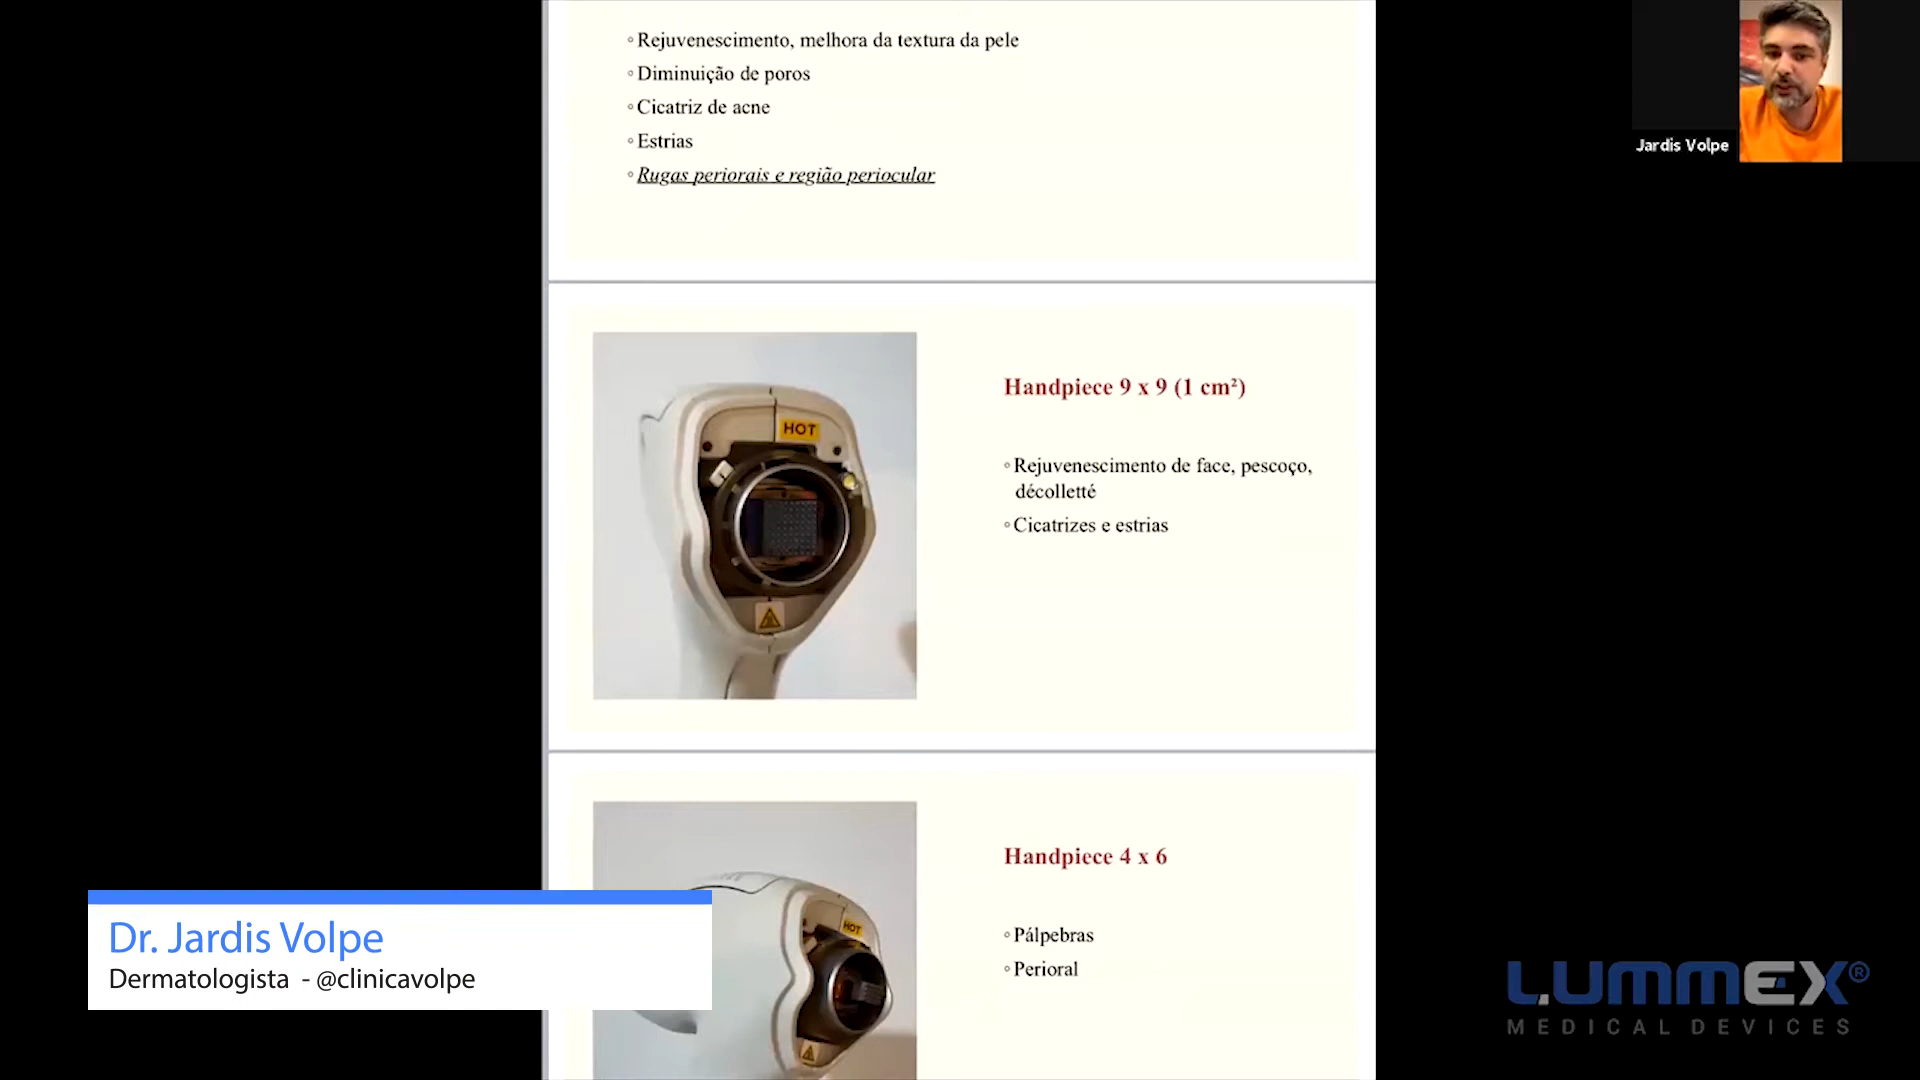 ◦Rejuvenescimento, melhora da textura da pele
◦Diminuição de poros
◦Cicatriz de acne
◦Estrias
◦Rugas periorais e região periocular
Jardis Volpe
HOT
Handpiece 9 x 9 (1 cm²)
◦Rejuvenescimento de face, pescoço,
décolletté
◦Cicatrizes e estrias
HOT
Handpiece 4 x 6
◦Pálpebras
◦Perioral
Dr. Jardis Volpe
Dermatologista - @clinicavolpe
LUMMEX®
MEDICAL DEVICES